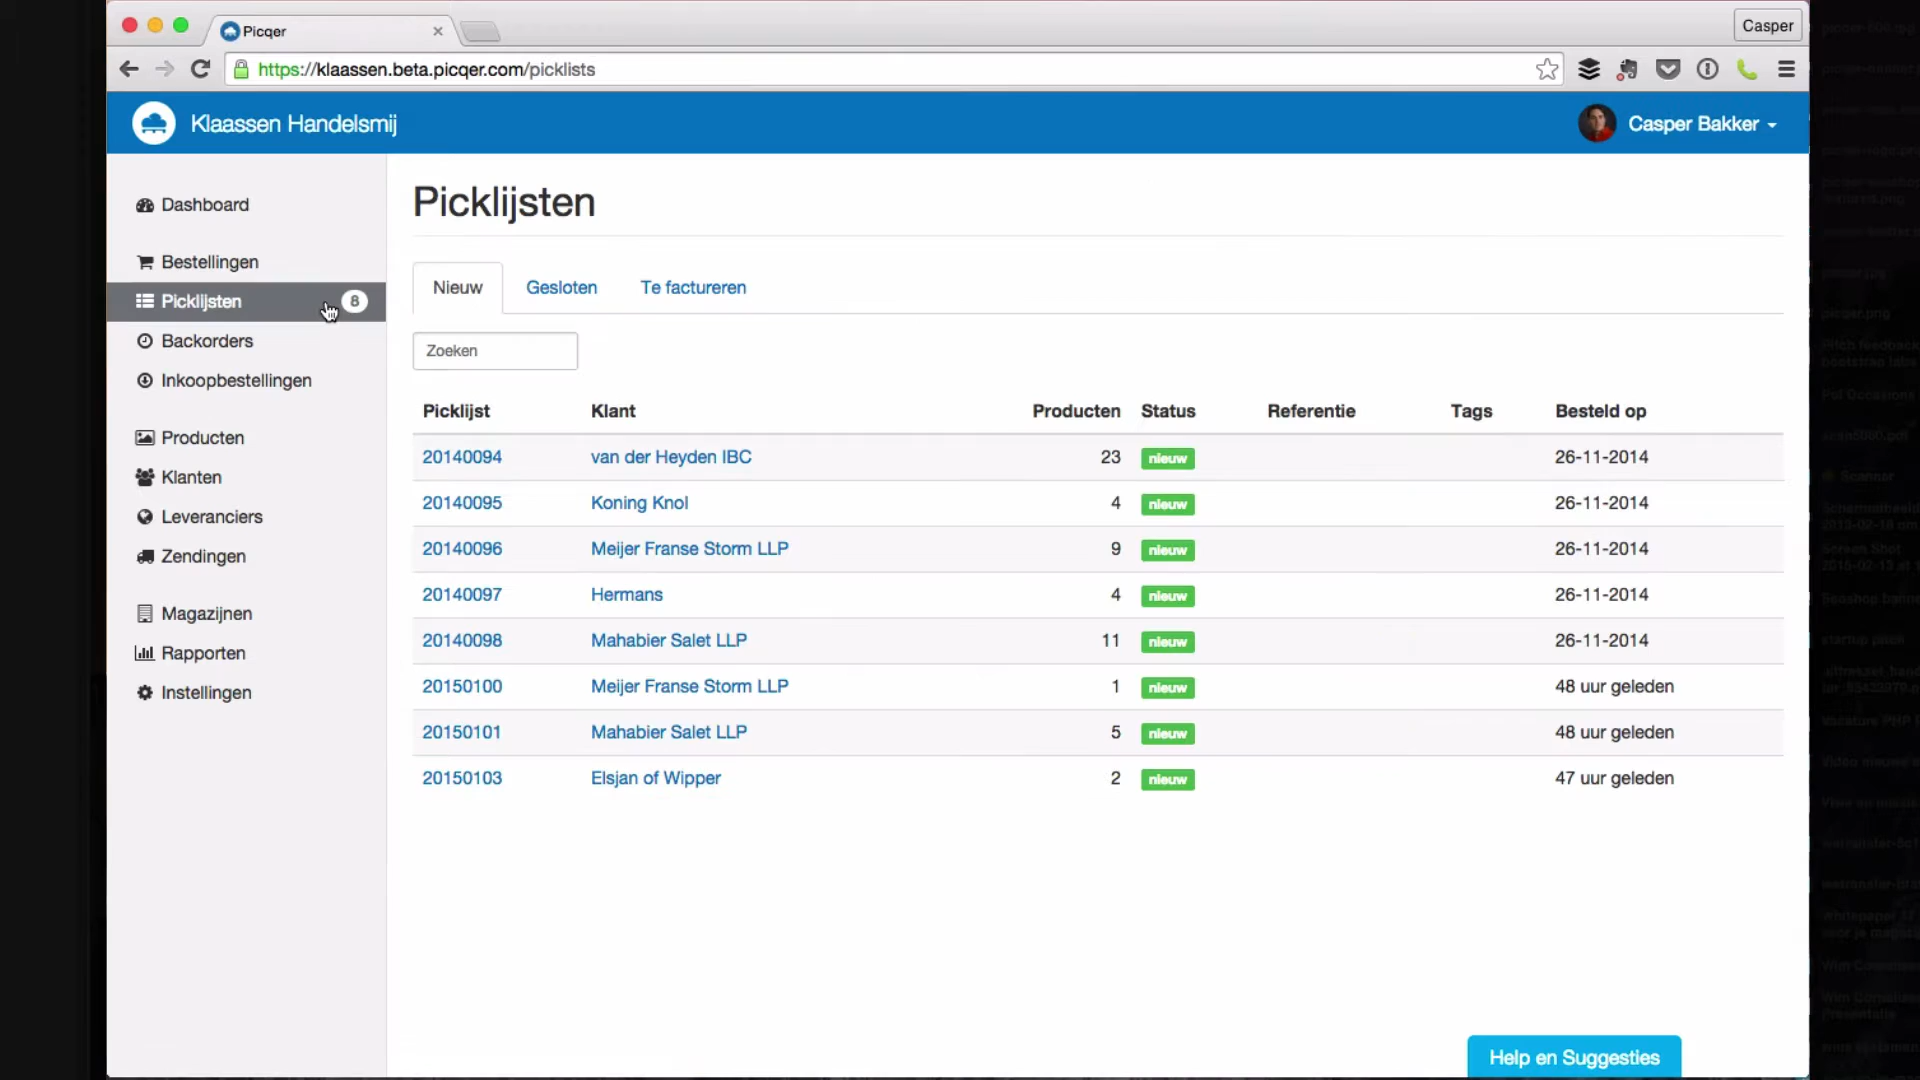 Picqer
Casper
https://klaassen.beta.picqer.com/picklists
Klaassen Handelsmij
Casper Bakker
Dashboard
Bestellingen
Picklijsten 8
Backorders
Inkoopbestellingen
Producten
Klanten
Leveranciers
Zendingen
Magazijnen
Rapporten
Instellingen
Picklijsten
Nieuw Gesloten Te factureren
Zoeken
Picklijst Klant Producten Status Referentie Tags Besteld op
20140094 van der Heyden IBC 23 nieuw 26-11-2014
20140095 Koning Knol 4 nieuw 26-11-2014
20140096 Meijer Franse Storm LLP 9 nieuw 26-11-2014
20140097 Hermans 4 nieuw 26-11-2014
20140098 Mahabier Salet LLP 11 nieuw 26-11-2014
20150100 Meijer Franse Storm LLP 1 nieuw 48 uur geleden
20150101 Mahabier Salet LLP 5 nieuw 48 uur geleden
20150103 Elsjan of Wipper 2 nieuw 47 uur geleden
Help en Suggesties